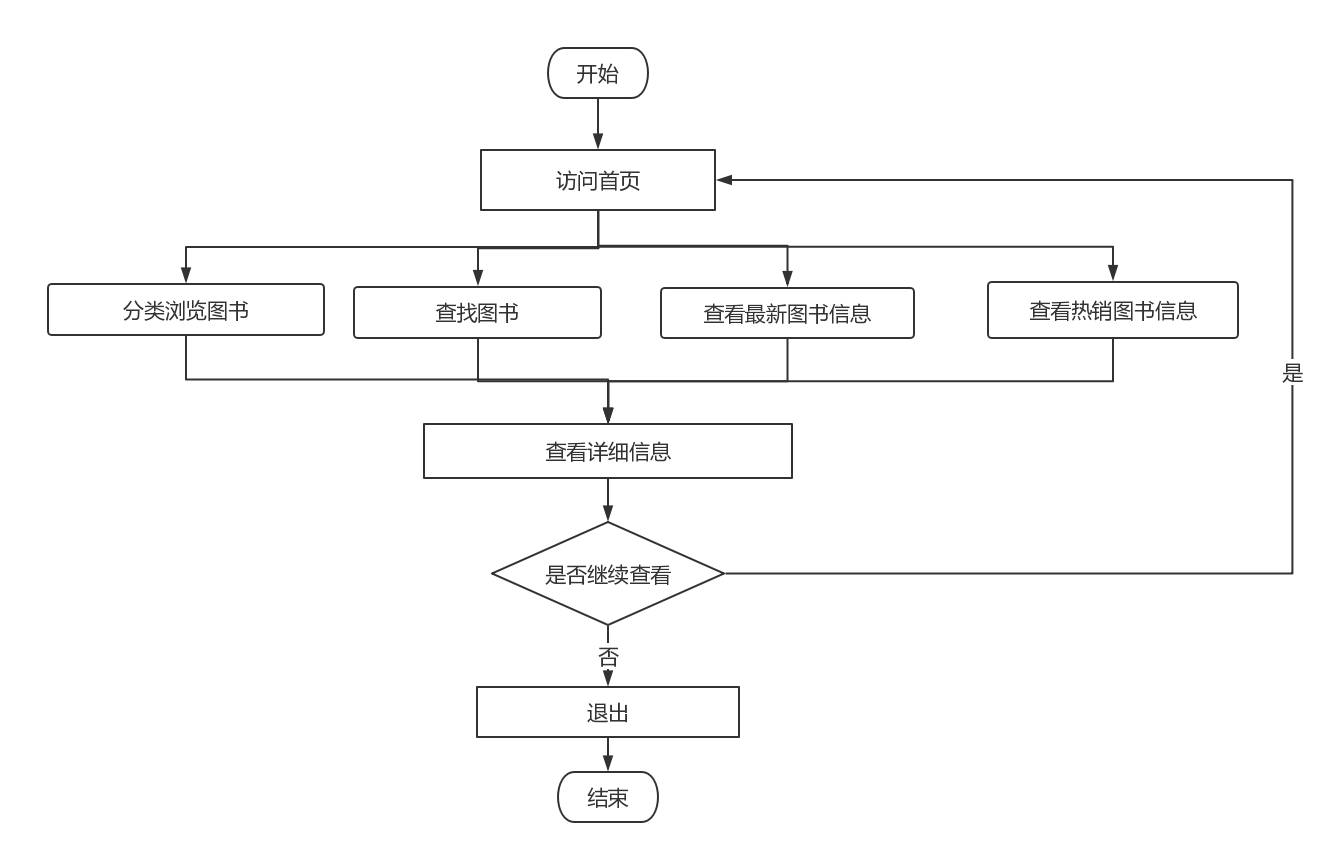 开始
访问首页
分类浏览图书
查找图书
查看最新图书信息
查看热销图书信息
是
查看详细信息
是否继续查看
否
退出
结束